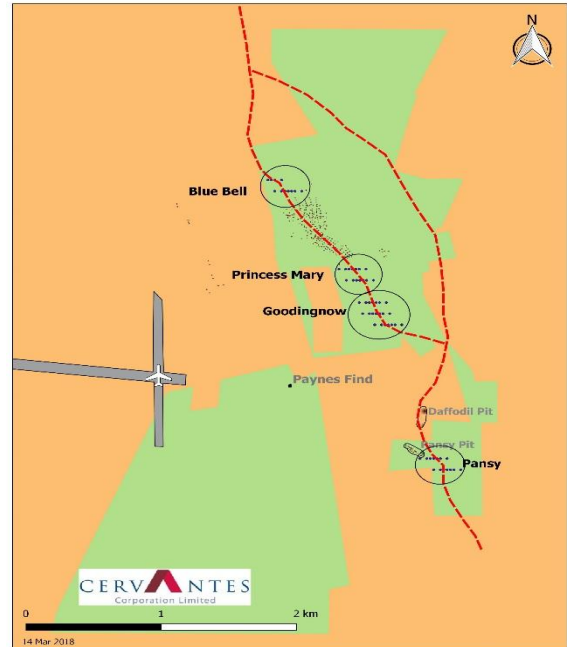 N
Blue Bell
Princess Mary
Goodingnow
Paynes Find
Daffodil Pit
Pansy Pit
Pansy
CERVANTES
Corporation Limited
0 1 2 km
14 Mar 2018